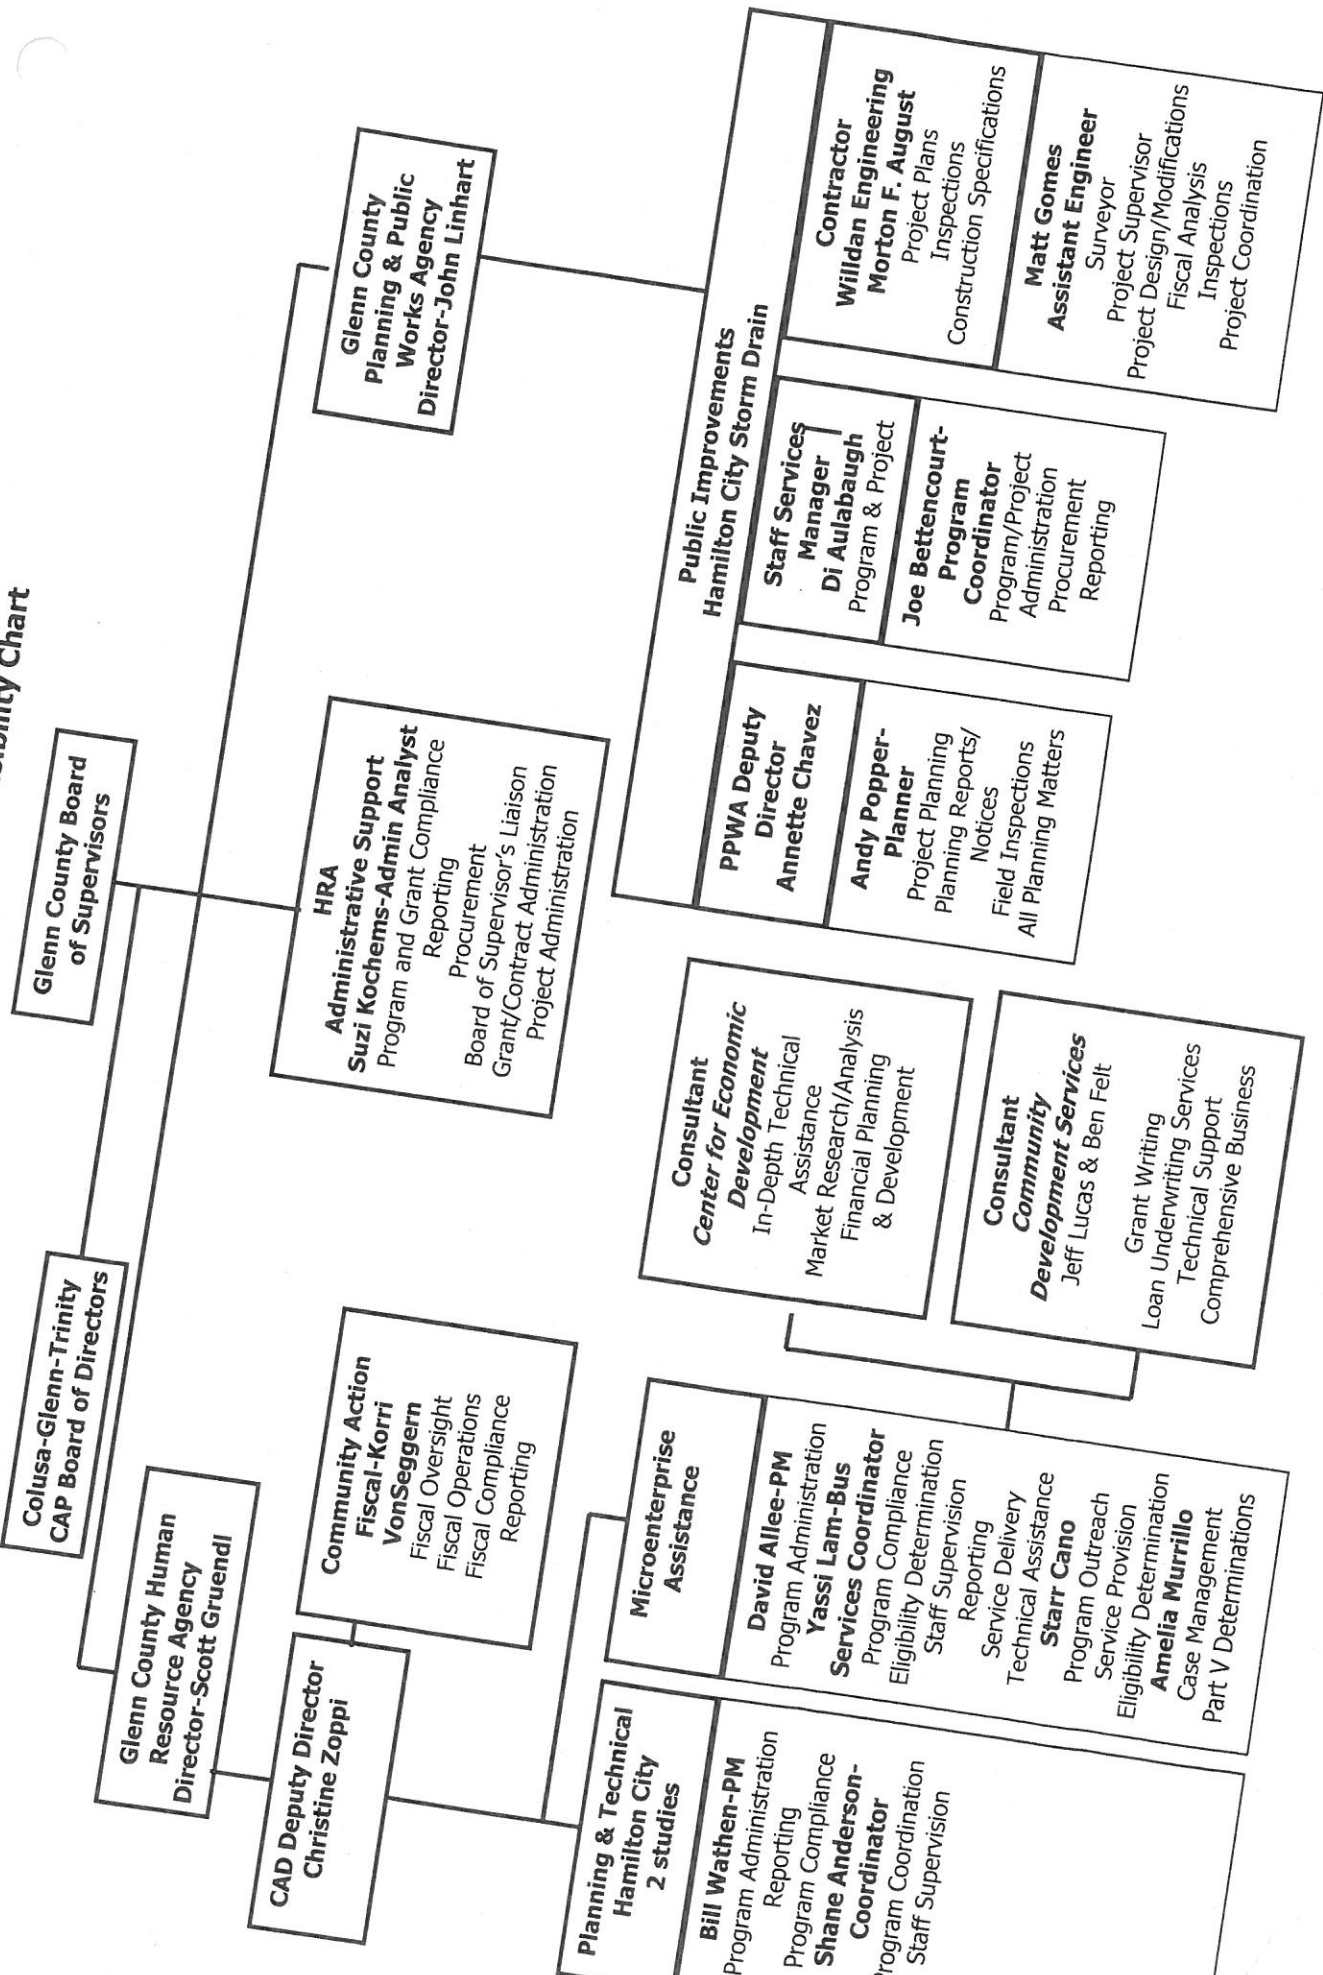 ibility Chart
Glenn County Board
of Supervisors
Colusa-Glenn-Trinity
CAP Board of Directors
Glenn County Human
Resource Agency
Director-Scott Gruendl
HRA
Administrative Support
Suzi Kochems-Admin Analyst
Program and Grant Compliance
Reporting
Procurement
Board of Supervisor's Liaison
Grant/Contract Administration
Project Administration
Glenn County
Planning & Public
Works Agency
Director-John Linhart
CAD Deputy Director
Christine Zoppi
Community Action
Fiscal-Korri
VonSeggern
Fiscal Oversight
Fiscal Operations
Fiscal Compliance
Reporting
Planning & Technical
Hamilton City
2 studies
Bill Wathen-PM
Program Administration
Reporting
Program Compliance
Shane Anderson-
Coordinator
Program Coordination
Staff Supervision
Microenterprise
Assistance
David Allee-PM
Program Administration
Yassi Lam-Bus
Services Coordinator
Program Compliance
Eligibility Determination
Staff Supervision
Reporting
Service Delivery
Technical Assistance
Starr Cano
Program Outreach
Service Provision
Eligibility Determination
Amelia Murrillo
Case Management
Part V Determinations
Consultant
Center for Economic
Development
In-Depth Technical
Assistance
Market Research/Analysis
Financial Planning
& Development
Consultant
Community
Development Services
Jeff Lucas & Ben Felt
Grant Writing
Loan Underwriting Services
Technical Support
Comprehensive Business
Public Improvements
Hamilton City Storm Drain
PPWA Deputy
Director
Annette Chavez
Andy Popper-
Planner
Project Planning
Planning Reports/
Notices
Field Inspections
All Planning Matters
Staff Services
Manager
Di Aulabaugh
Program & Project
Joe Bettencourt-
Program
Coordinator
Program/Project
Administration
Procurement
Reporting
Contractor
Willdan Engineering
Morton F. August
Project Plans
Inspections
Construction Specifications
Matt Gomes
Assistant Engineer
Surveyor
Project Supervisor
Project Design/Modifications
Fiscal Analysis
Inspections
Project Coordination